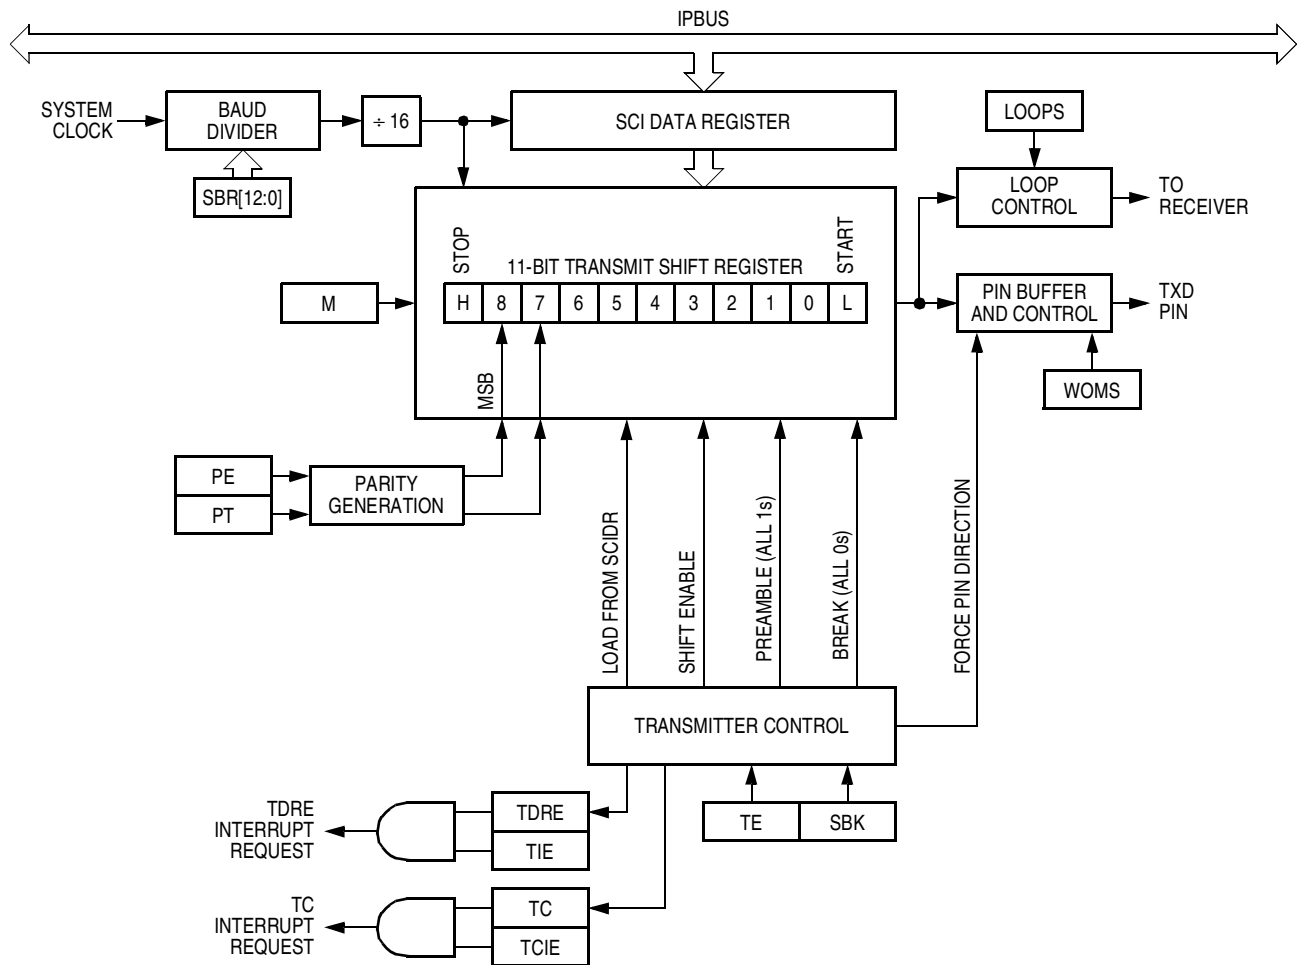 IPBUS
SYSTEM
CLOCK
BAUD
DIVIDER
÷ 16
SCI DATA REGISTER
LOOPS
SBR[12:0]
LOOP
CONTROL
TO
RECEIVER
STOP
START
11-BIT TRANSMIT SHIFT REGISTER
M
H 8 7 6 5 4 3 2 1 0 L
PIN BUFFER
AND CONTROL
TXD
PIN
MSB
WOMS
PE
PT
PARITY
GENERATION
LOAD FROM SCIDR
SHIFT ENABLE
PREAMBLE (ALL 1s)
BREAK (ALL 0s)
FORCE PIN DIRECTION
TRANSMITTER CONTROL
TDRE
INTERRUPT
REQUEST
TDRE
TIE
TE
SBK
TC
INTERRUPT
REQUEST
TC
TCIE